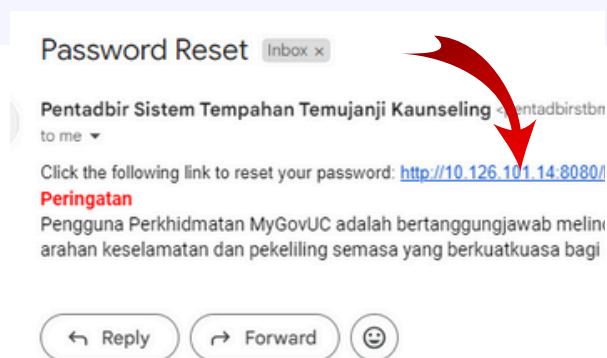 Password Reset Inbox ×
Pentadbir Sistem Tempahan Temujanji Kaunseling
to me
Click the following link to reset your password: http://10.126.101.14:8080/
Peringatan
Pengguna Perkhidmatan MyGovUC adalah bertanggungjawab
arahan keselamatan dan pekeliling semasa yang berkuatkuasa bagi
Reply Forward